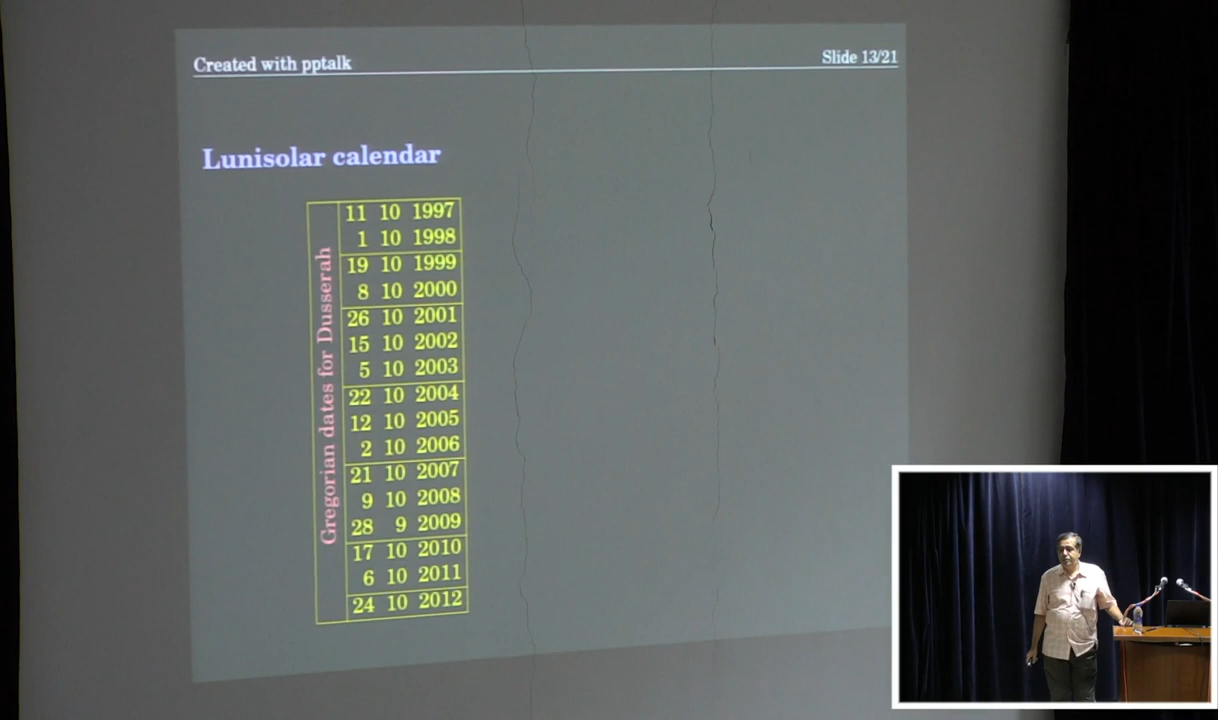 Created with pptalk
Slide 13/21
Lunisolar calendar
Gregorian dates for Dusserah
11 10 1997
1 10 1998
19 10 1999
8 10 2000
26 10 2001
15 10 2002
5 10 2003
22 10 2004
12 10 2005
2 10 2006
21 10 2007
9 10 2008
28 9 2009
17 10 2010
6 10 2011
24 10 2012